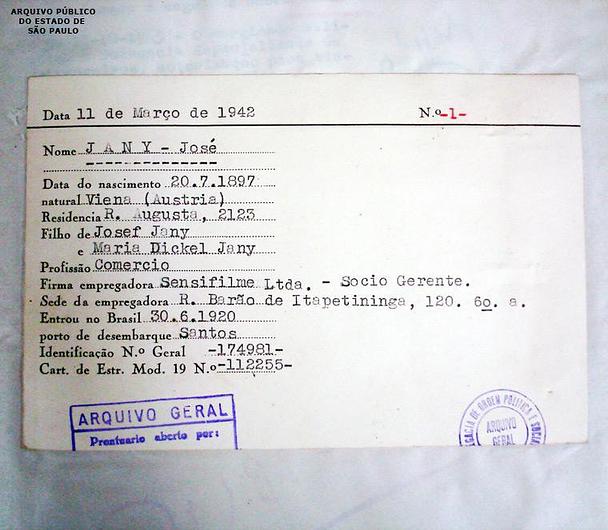 ARQUIVO PÚBLICO
DO ESTADO DE
SÃO PAULO
Data 11 de Março de 1942 N.o -1-
Nome J A N Y - José
Data do nascimento 20.7.1897
natural Viena (Austria)
Residencia R. Augusta, 2123
Filho de Josef Jany
e Maria Dickel Jany
Profissão Comercio
Firma empregadora Sensifilme Ltda. - Socio Gerente.
Sede da empregadora R. Barão de Itapetininga, 120. 6o. a.
Entrou no Brasil 30.6.1920
porto de desembarque Santos
Identificação N.o Geral -174981-
Cart. de Estr. Mod. 19 N.o -112255-
ARQUIVO GERAL
Prontuario aberto por:
DE ORDEM POLITICA E
ARQUIVO
GERAL